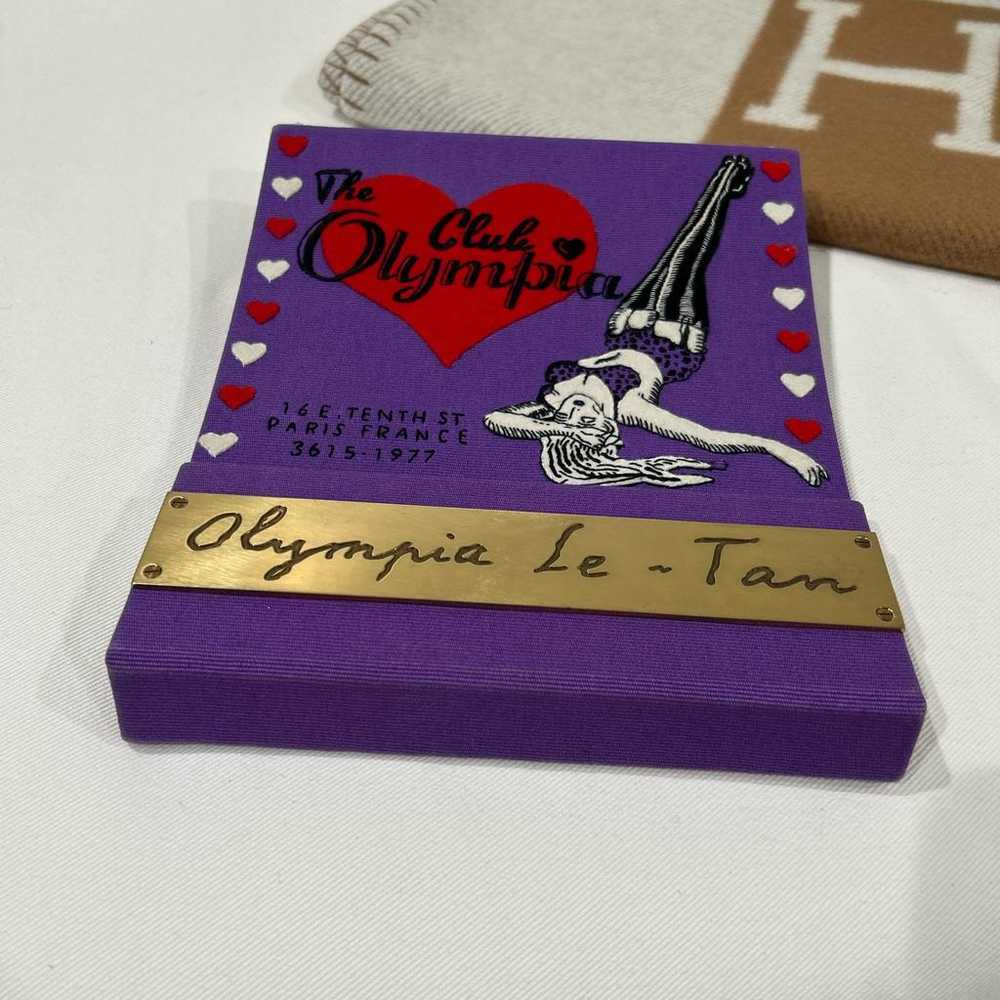 H
The
Club
Olympia
16 E. TENTH ST
PARIS FRANCE
3615-1977
Olympia Le-Tan